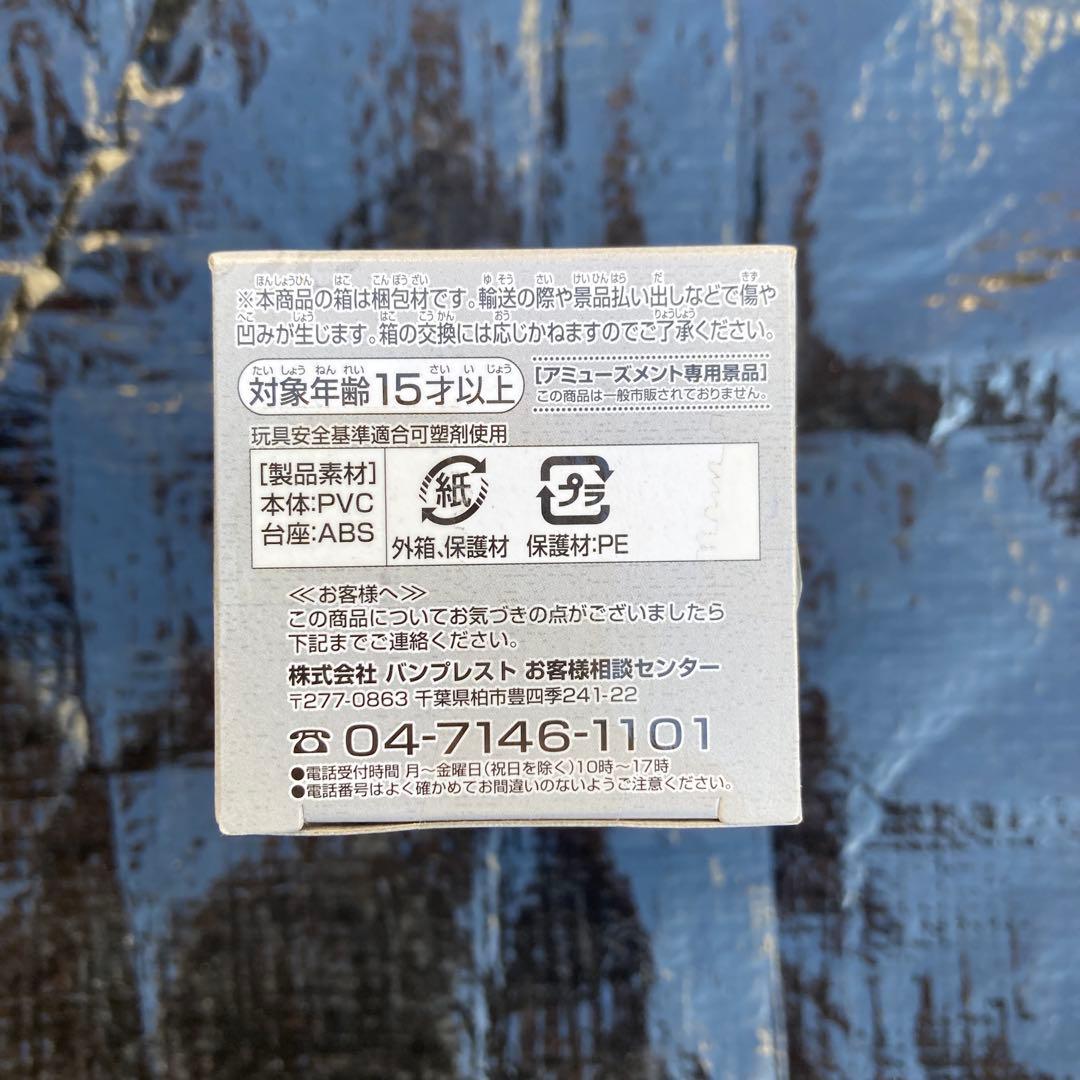 ※本商品の箱は梱包材です。輸送の際や景品払い出しなどで傷や
凹みが生じます。箱の交換には応じかねますのでご了承ください。
対象年齢15才以上
[アミューズメント専用景品]
この商品は一般市販されておりません。
玩具安全基準適合可塑剤使用
[製品素材]
本体:PVC
台座:ABS
紙
外箱、保護材
プラ
保護材:PE
≪お客様へ≫
この商品についてお気づきの点がございましたら
下記までご連絡ください。
株式会社 バンプレスト お客様相談センター
〒277-0863 千葉県柏市豊四季241-22
☎ 04-7146-1101
●電話受付時間 月～金曜日(祝日を除く)10時～17時
●電話番号はよく確かめてお間違いのないようご注意ください。